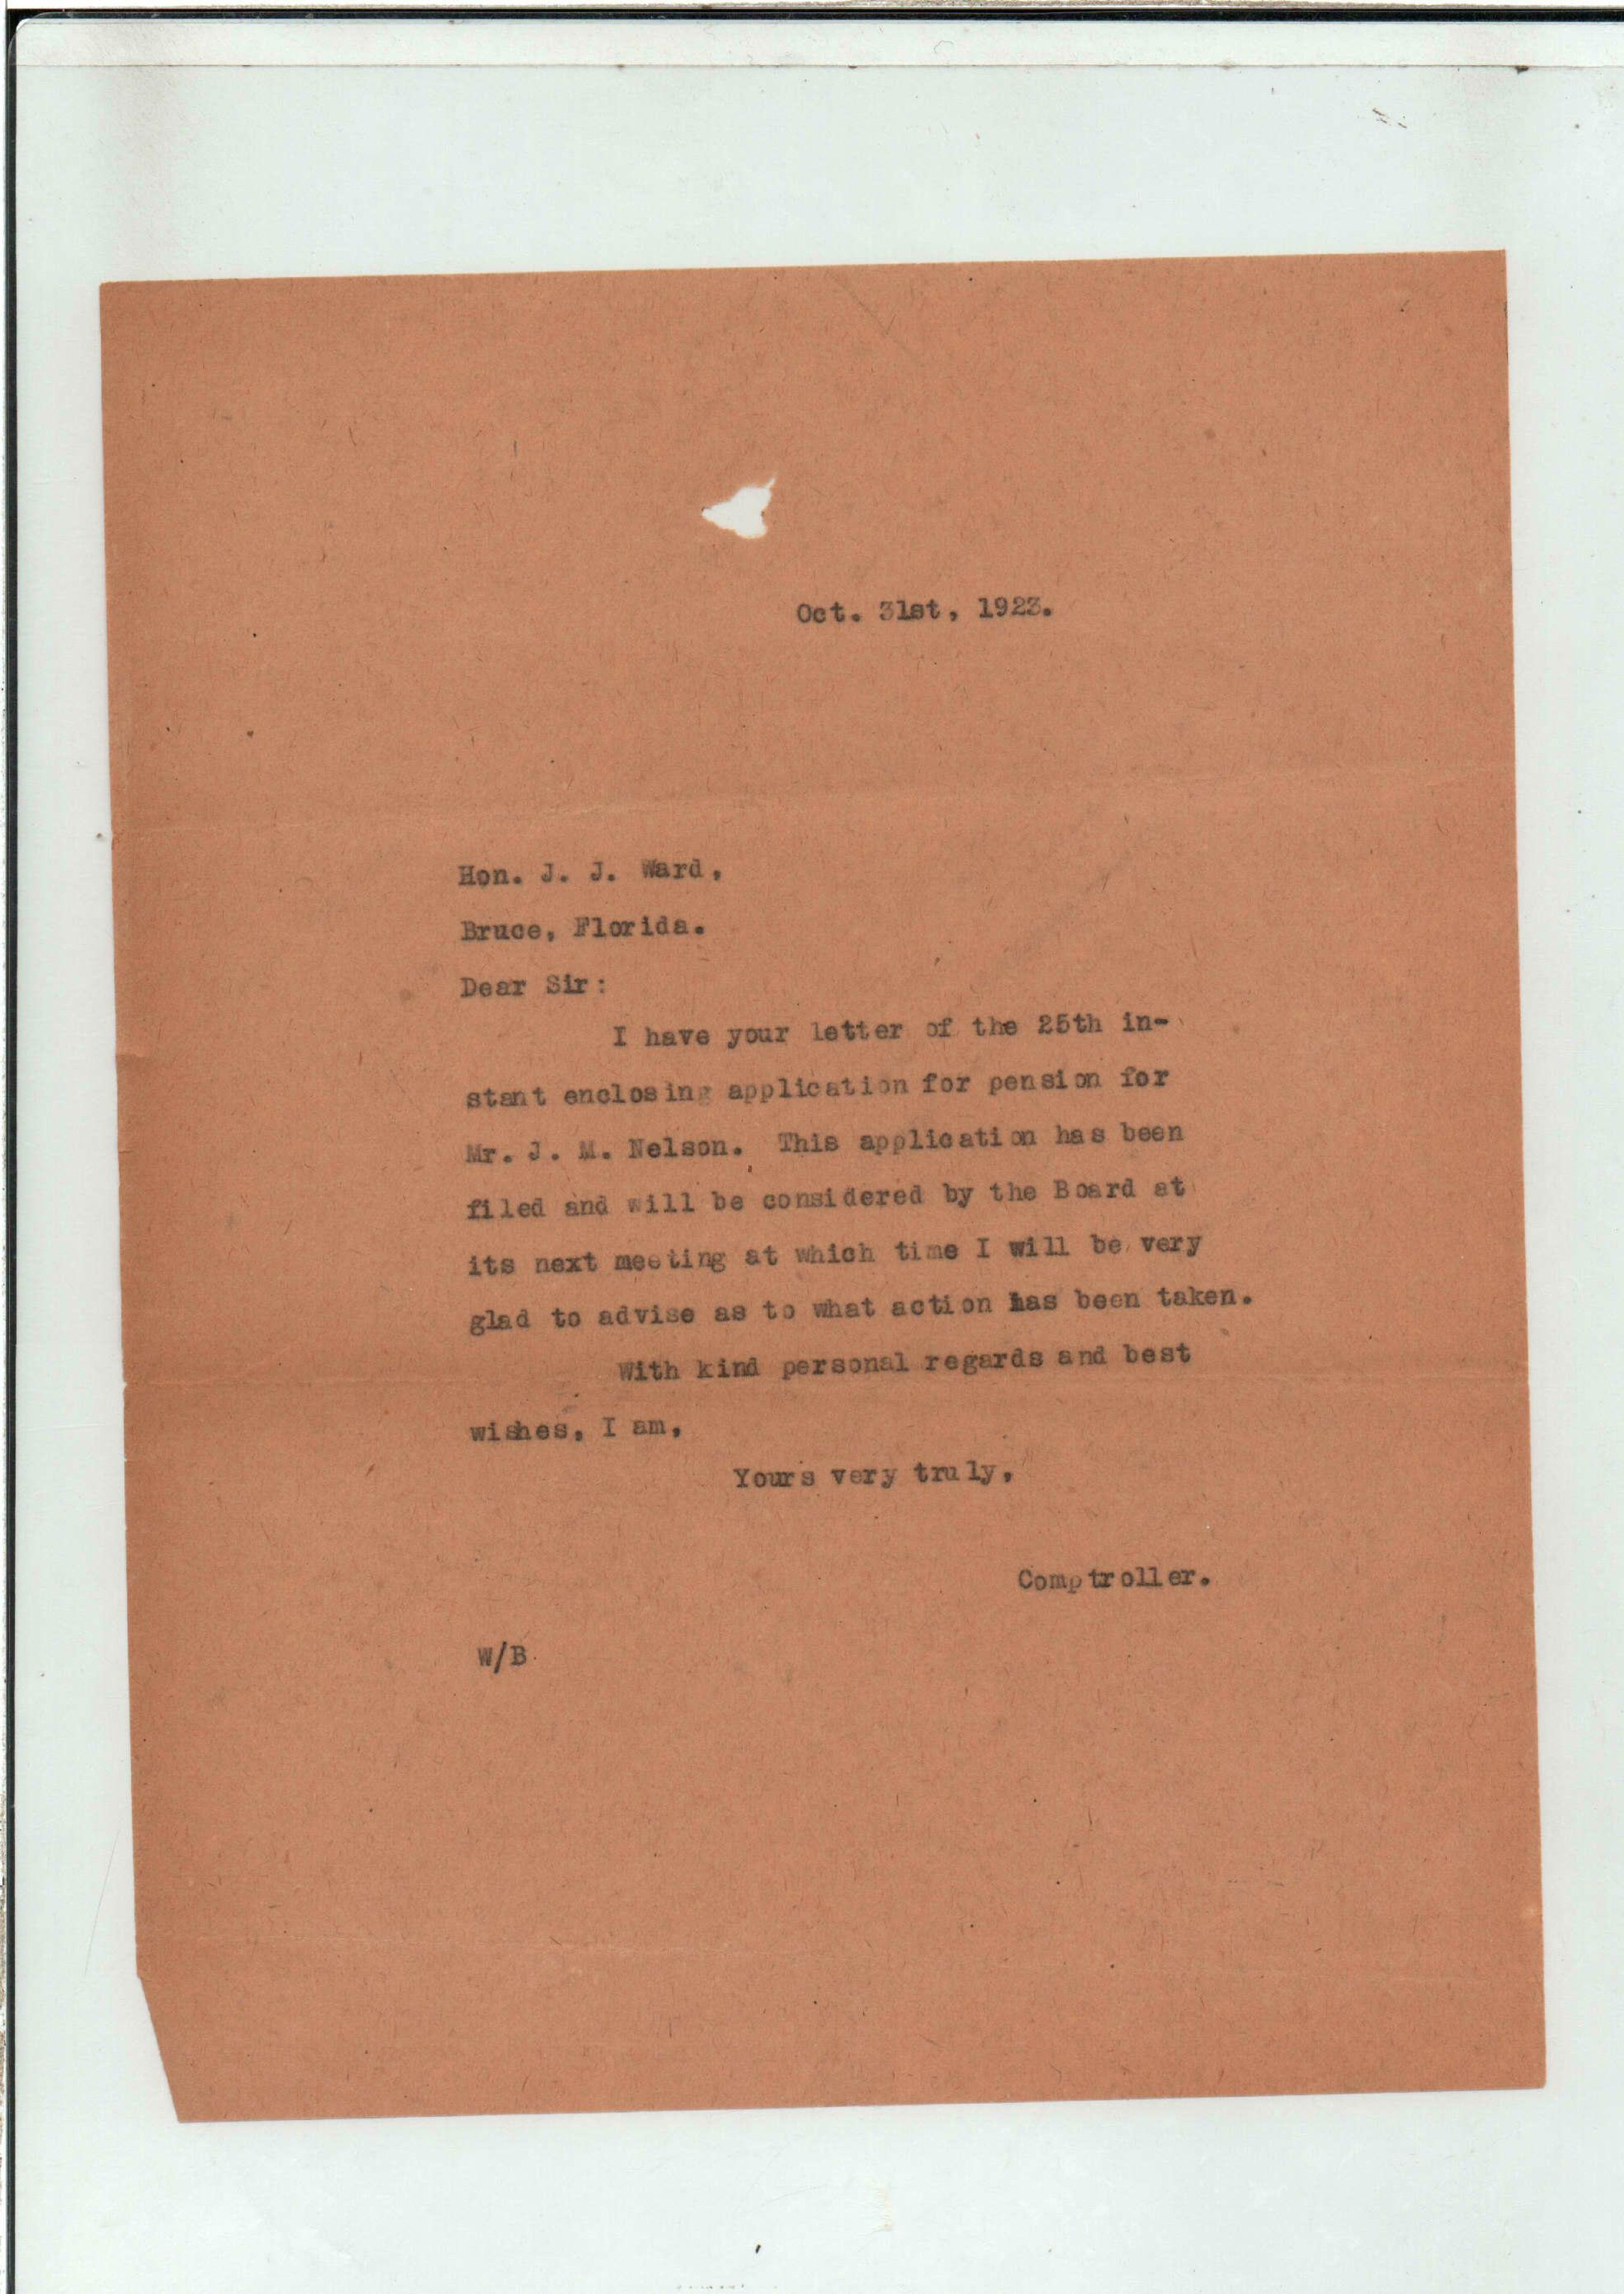 Oct. 31st, 1923.
Hon. J. J. Ward,
Bruce, Florida.
Dear Sir:
I have your letter of the 25th in-
stant enclosing application for pension for
Mr. J. M. Nelson. This application has been
filed and will be considered by the Board at
its next meeting at which time I will be very
glad to advise as to what action has been taken.
With kind personal regards and best
wishes, I am,
Yours very truly,
Comptroller.
W/B